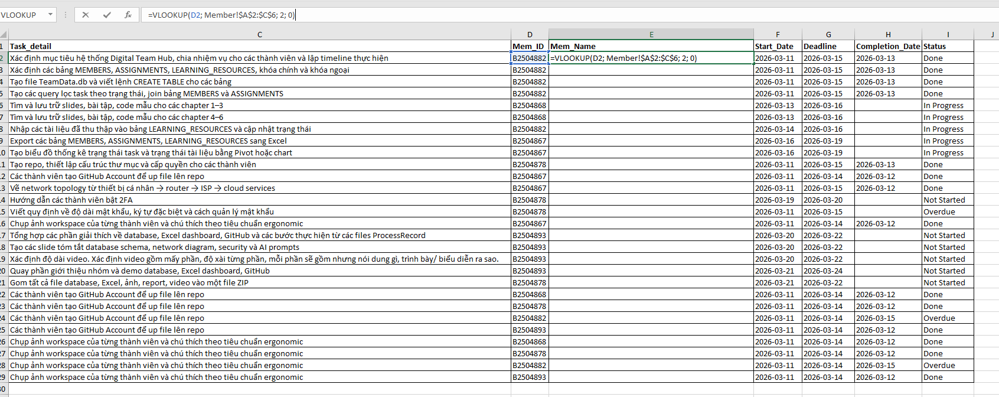 VLOOKUP =VLOOKUP(D2; Member!$A$2:$C$6; 2; 0)
C D E F G H I J
1 Task_detail Mem_ID Mem_Name Start_Date Deadline Completion_Date Status
2 Xác định mục tiêu hệ thống Digital Team Hub, chia nhiệm vụ cho các thành viên và lập timeline thực hiện B2504882 =VLOOKUP(D2; Member!$A$2:$C$6; 2; 0) 2026-03-11 2026-03-15 2026-03-13 Done
3 Xác định các bảng MEMBERS, ASSIGNMENTS, LEARNING_RESOURCES, khóa chính và khóa ngoại B2504882 2026-03-11 2026-03-15 2026-03-13 Done
4 Tạo file TeamData.db và viết lệnh CREATE TABLE cho các bảng B2504882 2026-03-11 2026-03-15 2026-03-13 Done
5 Tạo các query lọc task theo trạng thái, join bảng MEMBERS và ASSIGNMENTS B2504882 2026-03-11 2026-03-15 2026-03-13 Done
6 Tìm và lưu trữ slides, bài tập, code mẫu cho các chapter 1–3 B2504868 2026-03-13 2026-03-16 In Progress
7 Tìm và lưu trữ slides, bài tập, code mẫu cho các chapter 4–6 B2504868 2026-03-13 2026-03-16 In Progress
8 Nhập các tài liệu đã thu thập vào bảng LEARNING_RESOURCES và cập nhật trạng thái B2504882 2026-03-14 2026-03-16 In Progress
9 Export các bảng MEMBERS, ASSIGNMENTS, LEARNING_RESOURCES sang Excel B2504867 2026-03-16 2026-03-19 In Progress
10 Tạo biểu đồ thống kê trạng thái task và trạng thái tài liệu bằng Pivot hoặc chart B2504867 2026-03-16 2026-03-19 In Progress
11 Tạo repo, thiết lập cấu trúc thư mục và cấp quyền cho các thành viên B2504878 2026-03-11 2026-03-15 2026-03-13 Done
12 Các thành viên tạo GitHub Account để up file lên repo B2504867 2026-03-11 2026-03-14 2026-03-12 Done
13 Vẽ network topology từ thiết bị cá nhân → router → ISP → cloud services B2504867 2026-03-11 2026-03-15 2026-03-12 Done
14 Hướng dẫn các thành viên bật 2FA B2504878 2026-03-19 2026-03-20 Not Started
15 Viết quy định về độ dài mật khẩu, ký tự đặc biệt và cách quản lý mật khẩu B2504878 2026-03-11 2026-03-15 Overdue
16 Chụp ảnh workspace của từng thành viên và chú thích theo tiêu chuẩn ergonomic B2504867 2026-03-11 2026-03-14 2026-03-12 Done
17 Tổng hợp các phần giải thích về database, Excel dashboard, GitHub và các bước thực hiện từ các files ProcessRecord B2504893 2026-03-20 2026-03-22 Not Started
18 Tạo các slide tóm tắt database schema, network diagram, security và AI prompts B2504893 2026-03-20 2026-03-22 Not Started
19 Xác định độ dài video. Xác định video gồm mấy phần, độ xài từng phần, mỗi phần sẽ gồm nhưng nói dung gì, trình bày/ biểu diễn ra sao. B2504893 2026-03-20 2026-03-22 Not Started
20 Quay phần giới thiệu nhóm và demo database, Excel dashboard, GitHub B2504893 2026-03-21 2026-03-24 Not Started
21 Gom tất cả file database, Excel, ảnh, report, video vào một file ZIP B2504878 2026-03-21 2026-03-22 Not Started
22 Các thành viên tạo GitHub Account để up file lên repo B2504868 2026-03-11 2026-03-14 2026-03-12 Done
23 Các thành viên tạo GitHub Account để up file lên repo B2504878 2026-03-11 2026-03-14 2026-03-12 Done
24 Các thành viên tạo GitHub Account để up file lên repo B2504882 2026-03-11 2026-03-14 2026-03-15 Overdue
25 Các thành viên tạo GitHub Account để up file lên repo B2504893 2026-03-11 2026-03-14 2026-03-12 Done
26 Chụp ảnh workspace của từng thành viên và chú thích theo tiêu chuẩn ergonomic B2504868 2026-03-11 2026-03-14 2026-03-12 Done
27 Chụp ảnh workspace của từng thành viên và chú thích theo tiêu chuẩn ergonomic B2504878 2026-03-11 2026-03-14 2026-03-12 Done
28 Chụp ảnh workspace của từng thành viên và chú thích theo tiêu chuẩn ergonomic B2504882 2026-03-11 2026-03-14 2026-03-15 Overdue
29 Chụp ảnh workspace của từng thành viên và chú thích theo tiêu chuẩn ergonomic B2504893 2026-03-11 2026-03-14 2026-03-12 Done
30